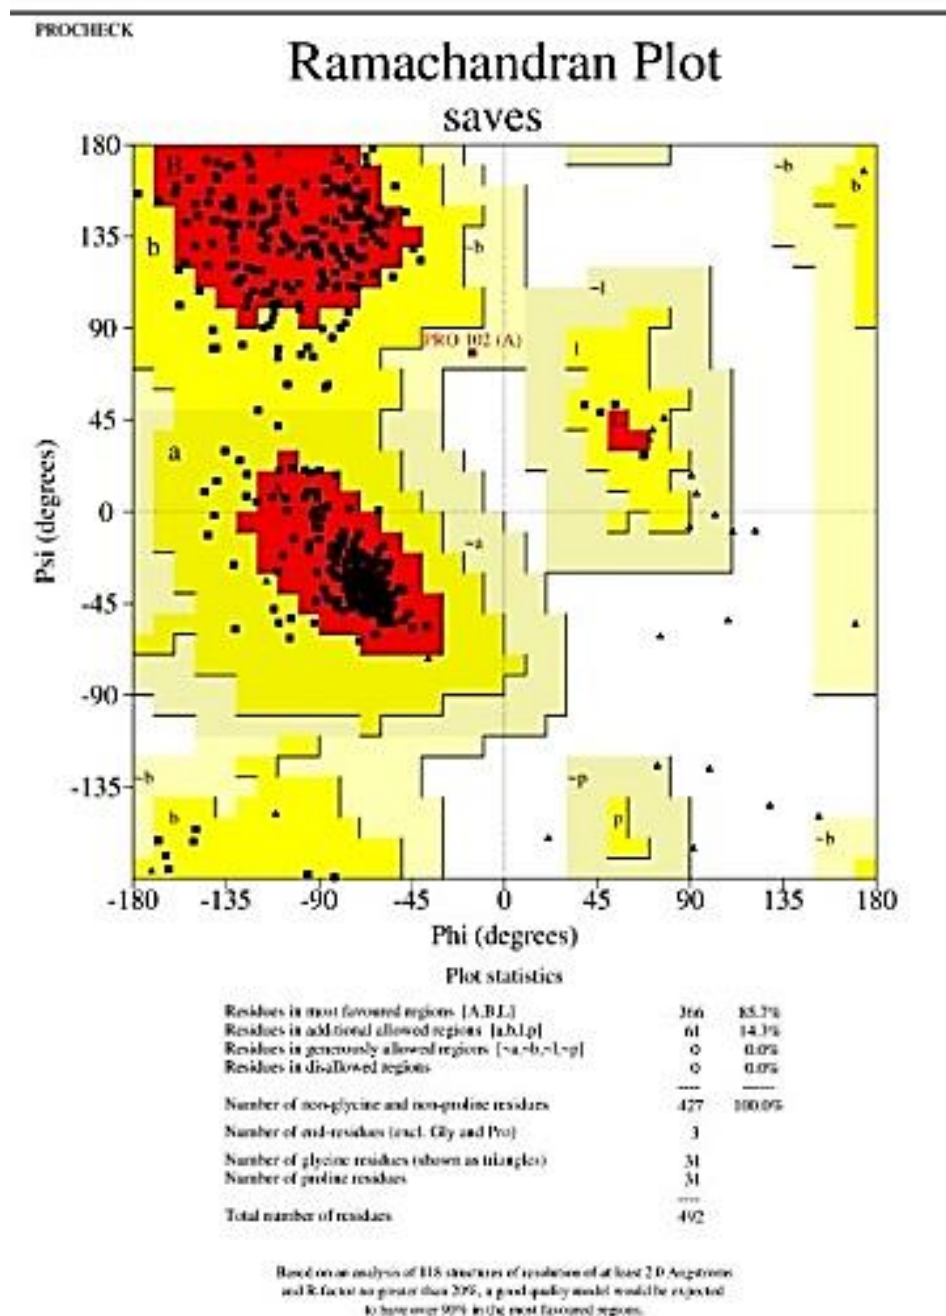 PROCHECK
Ramachandran Plot
saves
B
~b
b
b
~b
~l
PRO 102 (A)
l
a
A
~a
~b
~p
b
p
~b
180
135
90
45
0
-45
-90
-135
Psi (degrees)
-180 -135 -90 -45 0 45 90 135 180
Phi (degrees)
Plot statistics
Residues in most favoured regions [A,B,L] 366 85.7%
Residues in additional allowed regions [a,b,l,p] 61 14.3%
Residues in generously allowed regions [~a,~b,~l,~p] 0 0.0%
Residues in disallowed regions 0 0.0%
---- ------
Number of non-glycine and non-proline residues 427 100.0%
Number of end-residues (excl. Gly and Pro) 3
Number of glycine residues (shown as triangles) 31
Number of proline residues 31
----
Total number of residues 492
Based on an analysis of 118 structures of resolution of at least 2.0 Angstroms
and R-factor no greater than 20%, a good quality model would be expected
to have over 90% in the most favoured regions.